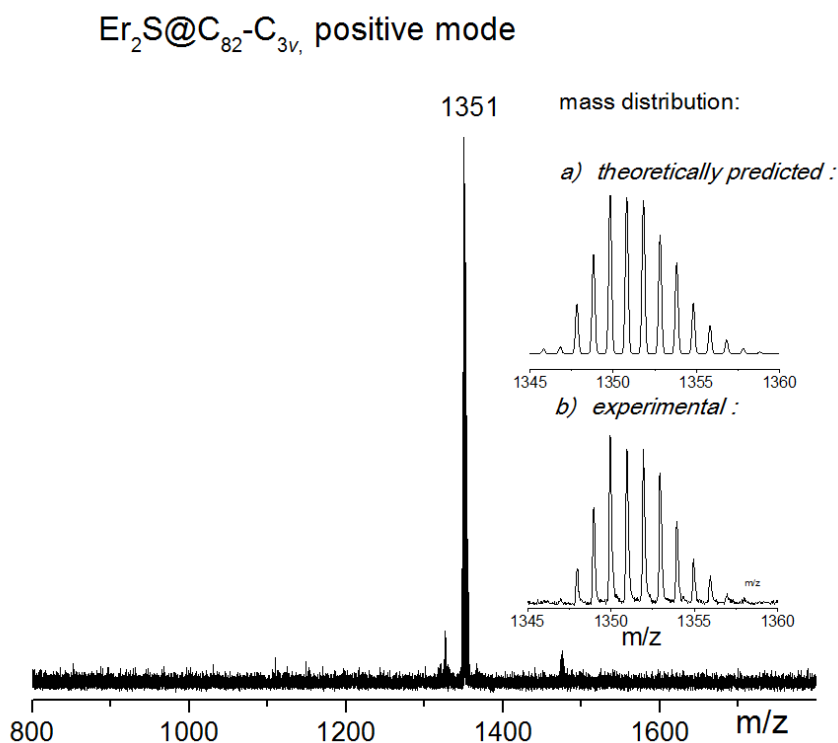 Er₂S@C₈₂-C₃ᵥ, positive mode
1351
mass distribution:
a) theoretically predicted :
1345 1350 1355 1360
b) experimental :
m/z
1345 1350 1355 1360
m/z
800 1000 1200 1400 1600 m/z